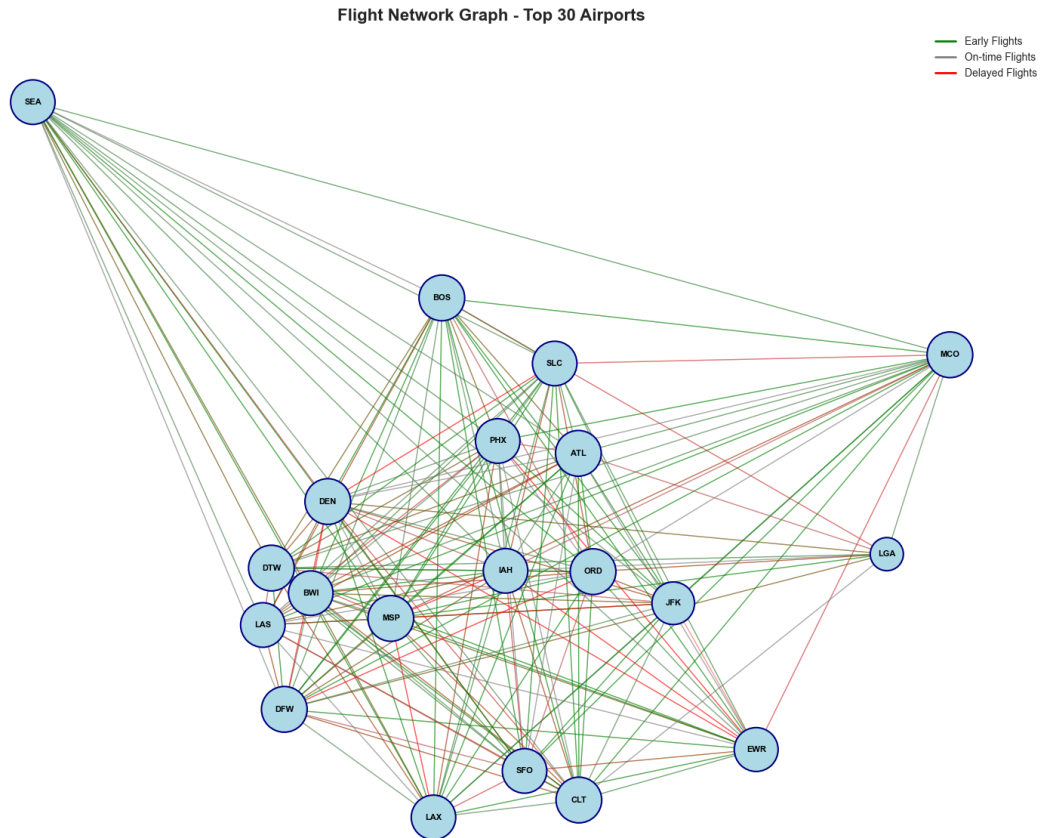 Flight Network Graph - Top 30 Airports
Early Flights
On-time Flights
Delayed Flights
SEA
BOS
MCO
SLC
PHX
ATL
DEN
LGA
DTW
IAH
ORD
BWI
JFK
MSP
LAS
DFW
EWR
SFO
CLT
LAX